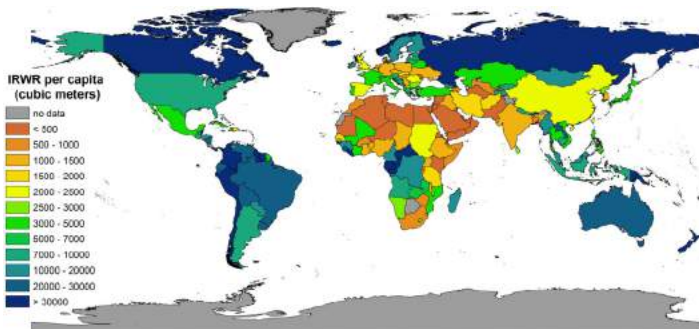 IRWR per capita
(cubic meters)
no data
< 500
500 - 1000
1000 - 1500
1500 - 2000
2000 - 2500
2500 - 3000
3000 - 5000
5000 - 7000
7000 - 10000
10000 - 20000
20000 - 30000
> 30000